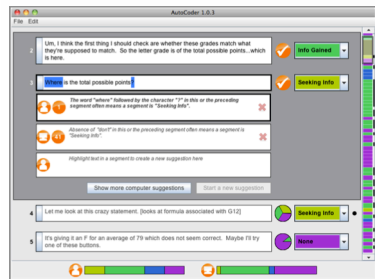 AutoCoder 1.0.3
File Edit
2
Um, I think the first thing I should check are whether these grades match what
they're supposed to match. So the letter grade is of the total possible points...which
is here.
Info Gained
3
Where is the total possible points?
Seeking Info
The word "where" followed by the character "?" in this or the preceding
segment often means a segment is "Seeking Info".
Absence of "don't" in this or the preceding segment often means a segment is
"Seeking Info".
Highlight text in a segment to create a new suggestion here
Show more computer suggestions
Start a new suggestion
4
Let me look at this crazy statement. [looks at formula associated with G12]
Seeking Info
5
It's giving it an F for an average of 79 which does not seem correct. Maybe I'll try
one of these buttons.
None